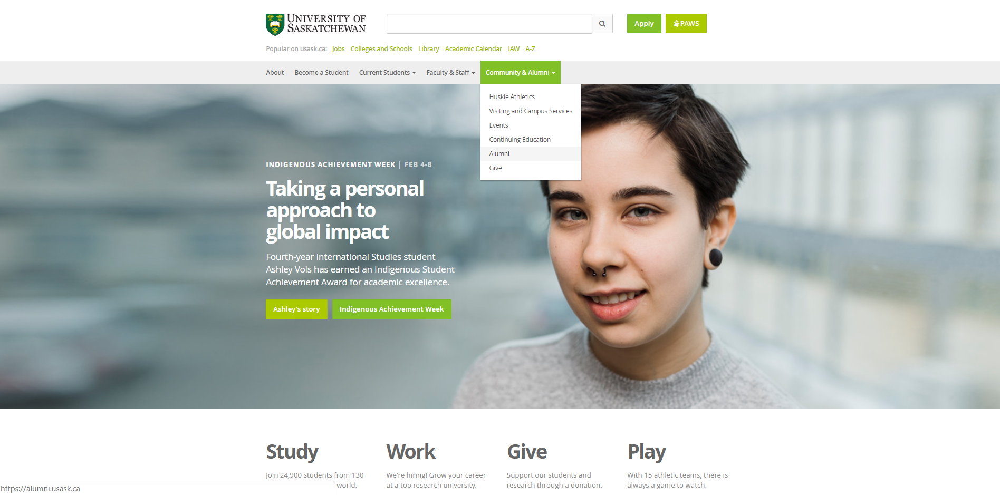 UNIVERSITY OF
SASKATCHEWAN
Apply
PAWS
Popular on usask.ca: Jobs Colleges and Schools Library Academic Calendar IAW A-Z
About Become a Student Current Students Faculty & Staff Community & Alumni
Huskie Athletics
Visiting and Campus Services
Events
Continuing Education
Alumni
Give
INDIGENOUS ACHIEVEMENT WEEK | FEB 4-8
Taking a personal
approach to
global impact
Fourth-year International Studies student
Ashley Vols has earned an Indigenous Student
Achievement Award for academic excellence.
Ashley's story
Indigenous Achievement Week
Study
Join 24,900 students from 130
world.
Work
We're hiring! Grow your career
at a top research university.
Give
Support our students and
research through a donation.
Play
With 15 athletic teams, there is
always a game to watch.
https://alumni.usask.ca